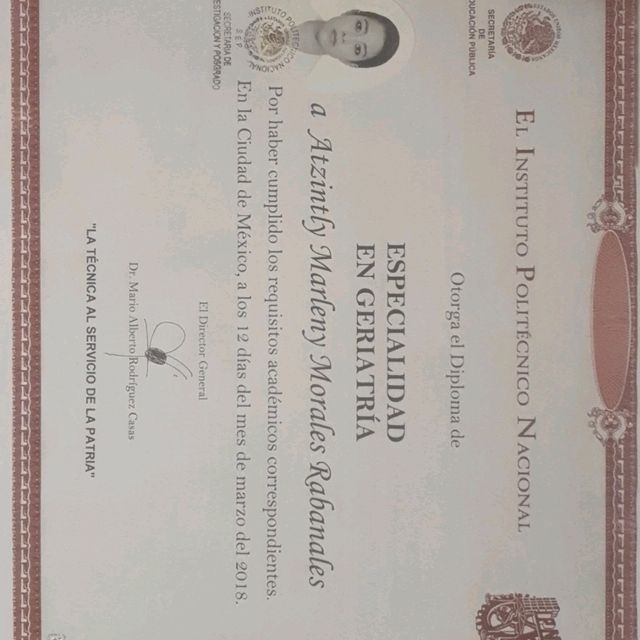 SECRETARÍA
DE
EDUCACIÓN PÚBLICA
EL INSTITUTO POLITÉCNICO NACIONAL
Otorga el Diploma de
ESPECIALIDAD
EN GERIATRÍA
a Atzintly Marleny Morales Rabanales
Por haber cumplido los requisitos académicos correspondientes.
En la Ciudad de México, a los 12 días del mes de marzo del 2018.
INSTITUTO POLITÉCNICO NACIONAL
S E P
SECRETARÍA DE
INVESTIGACIÓN Y POSGRADO
El Director General
Dr. Mario Alberto Rodríguez Casas
"LA TÉCNICA AL SERVICIO DE LA PATRIA"